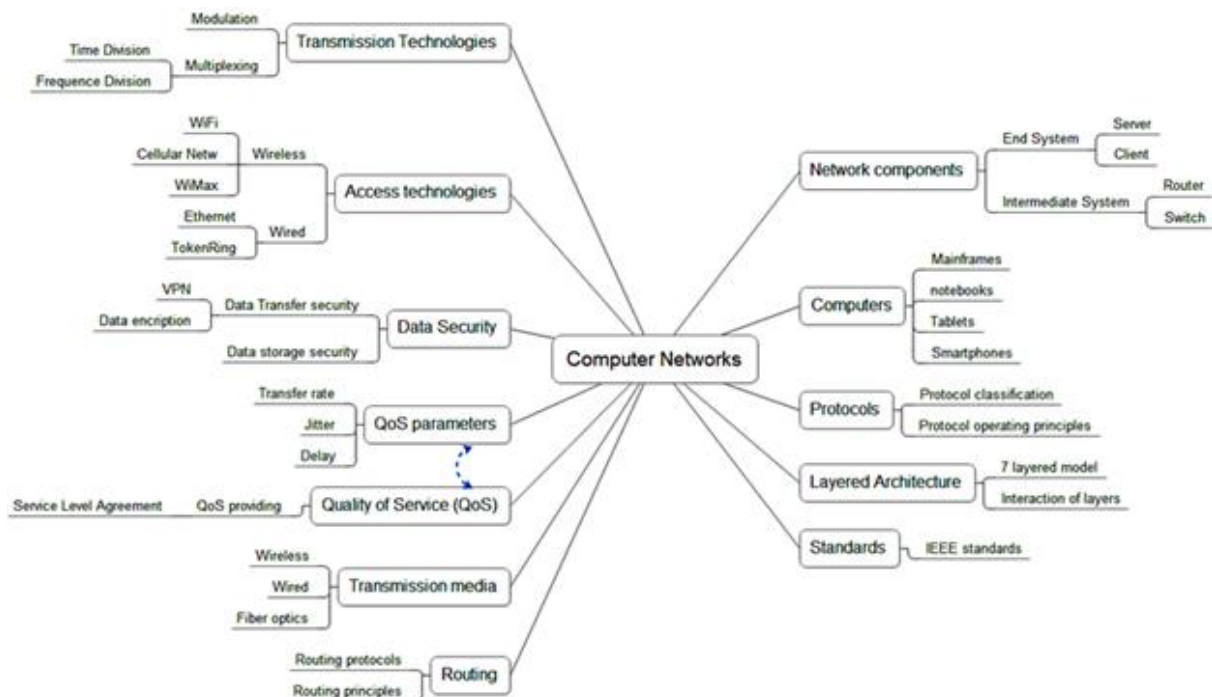 Modulation
Transmission Technologies
Time Division
Multiplexing
Frequence Division
WiFi
Cellular Netw
Wireless
WiMax
Access technologies
Ethernet
Wired
TokenRing
VPN
Data Transfer security
Data encription
Data Security
Data storage security
Computer Networks
Transfer rate
Jitter
QoS parameters
Delay
Service Level Agreement
QoS providing
Quality of Service (QoS)
Wireless
Wired
Transmission media
Fiber optics
Routing protocols
Routing
Routing principles
Network components
End System
Server
Client
Intermediate System
Router
Switch
Computers
Mainframes
notebooks
Tablets
Smartphones
Protocols
Protocol classification
Protocol operating principles
Layered Architecture
7 layered model
Interaction of layers
Standards
IEEE standards